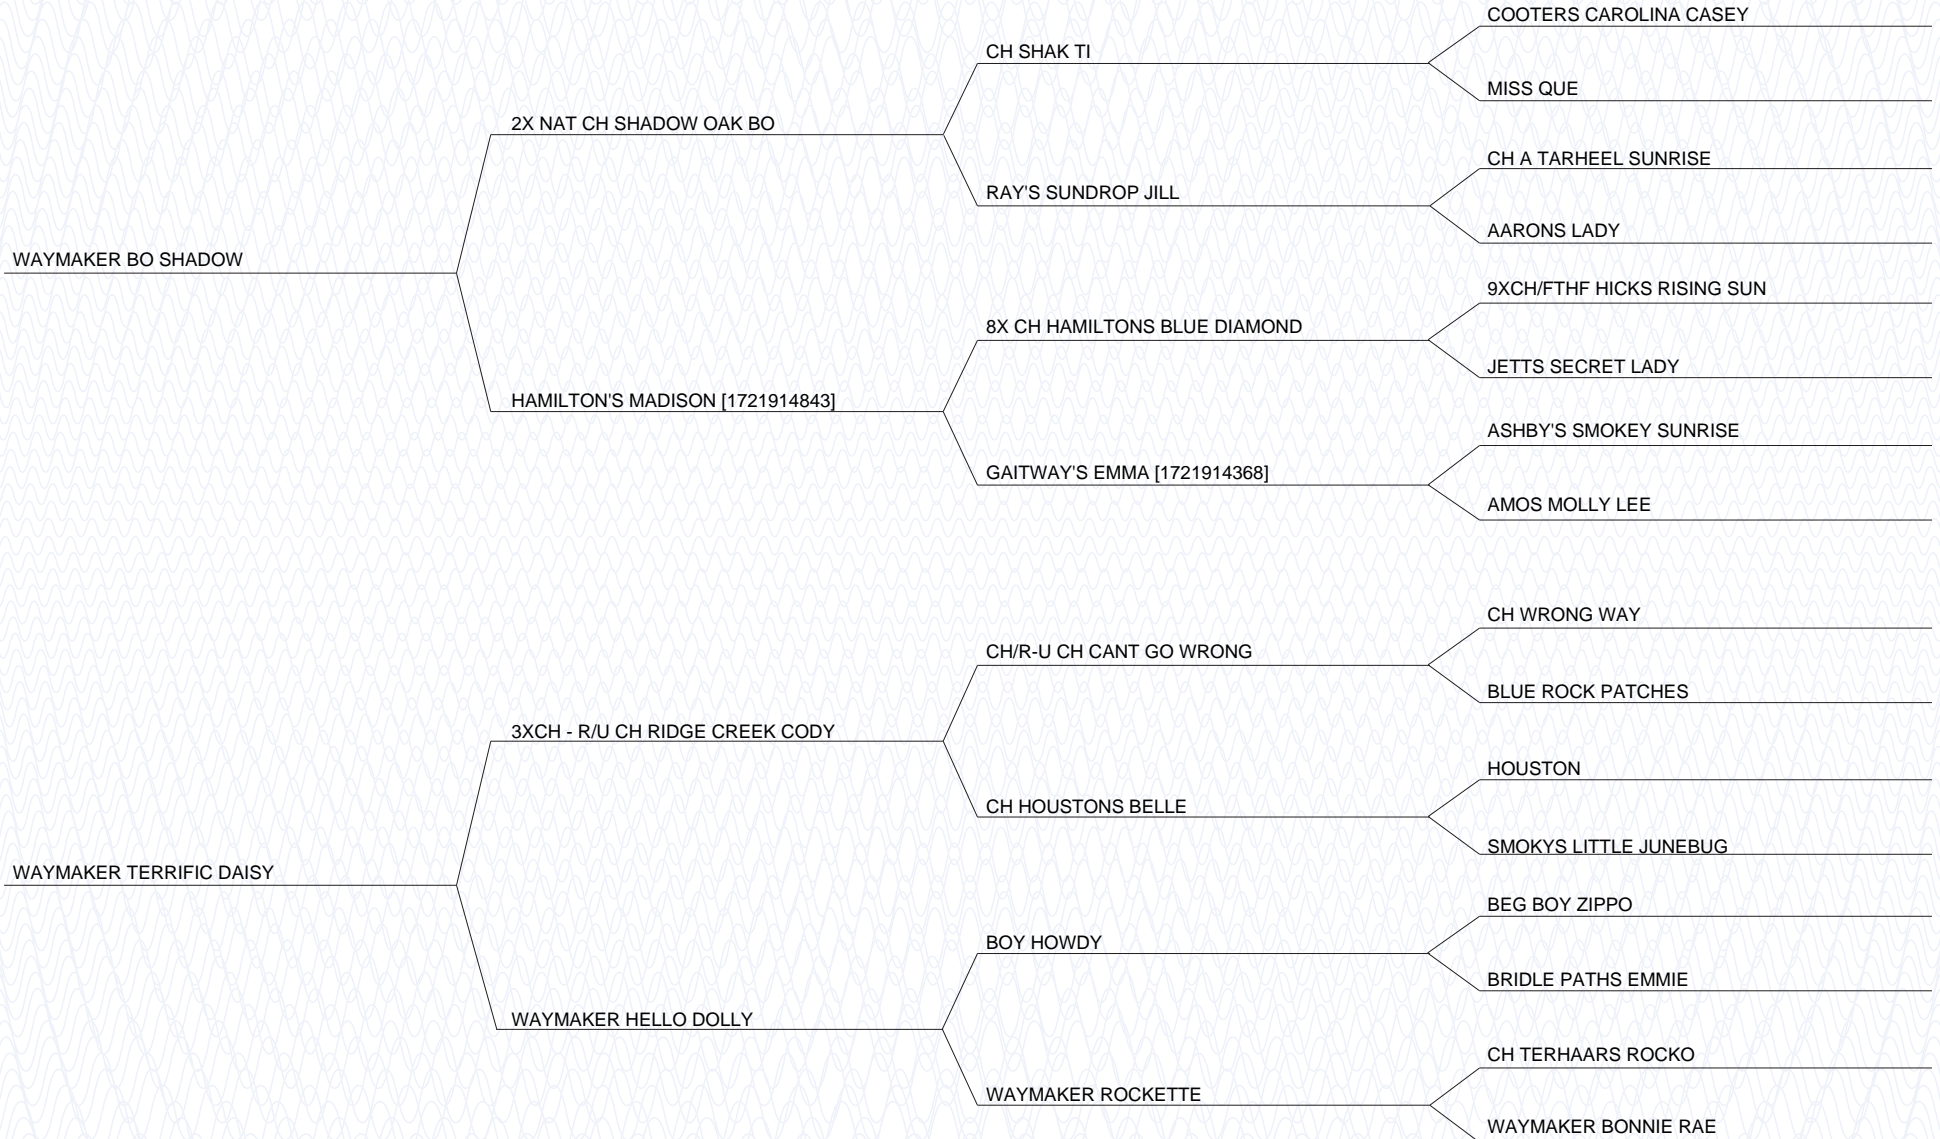 COOTERS CAROLINA CASEY
CH SHAK TI
MISS QUE
2X NAT CH SHADOW OAK BO
CH A TARHEEL SUNRISE
RAY'S SUNDROP JILL
AARONS LADY
WAYMAKER BO SHADOW
9XCH/FTHF HICKS RISING SUN
8X CH HAMILTONS BLUE DIAMOND
JETTS SECRET LADY
HAMILTON'S MADISON [1721914843]
ASHBY'S SMOKEY SUNRISE
GAITWAY'S EMMA [1721914368]
AMOS MOLLY LEE
CH WRONG WAY
CH/R-U CH CANT GO WRONG
BLUE ROCK PATCHES
3XCH - R/U CH RIDGE CREEK CODY
HOUSTON
CH HOUSTONS BELLE
SMOKYS LITTLE JUNEBUG
WAYMAKER TERRIFIC DAISY
BEG BOY ZIPPO
BOY HOWDY
BRIDLE PATHS EMMIE
WAYMAKER HELLO DOLLY
CH TERHAARS ROCKO
WAYMAKER ROCKETTE
WAYMAKER BONNIE RAE